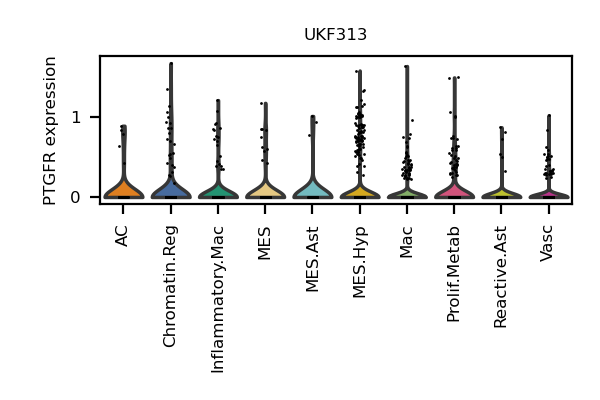 UKF313
PTGFR expression
1
0
AC
Chromatin.Reg
Inflammatory.Mac
MES
MES.Ast
MES.Hyp
Mac
Prolif.Metab
Reactive.Ast
Vasc